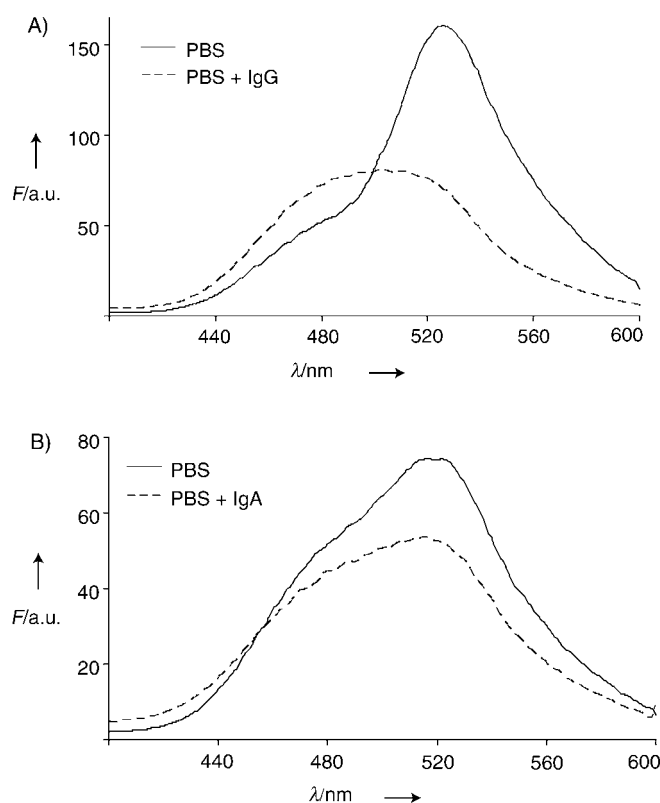 A)
150
PBS
PBS + IgG
100
F/a.u.
50
440 480 520 560 600
λ/nm
B)
80
PBS
PBS + IgA
60
40
F/a.u.
20
440 480 520 560 600
λ/nm